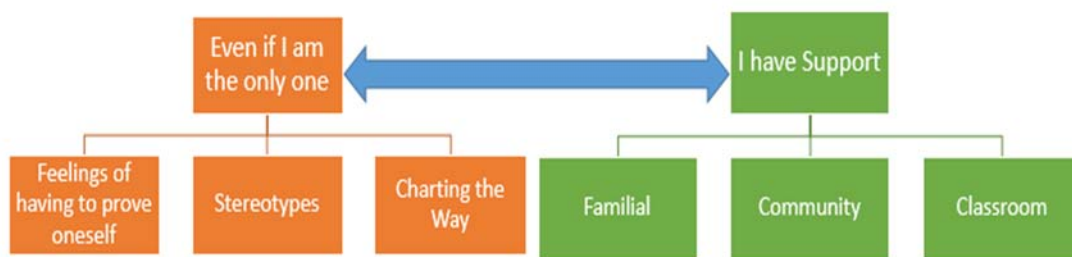 Even if I am
the only one
I have Support
Feelings of
having to prove
oneself
Stereotypes
Charting the
Way
Familial
Community
Classroom